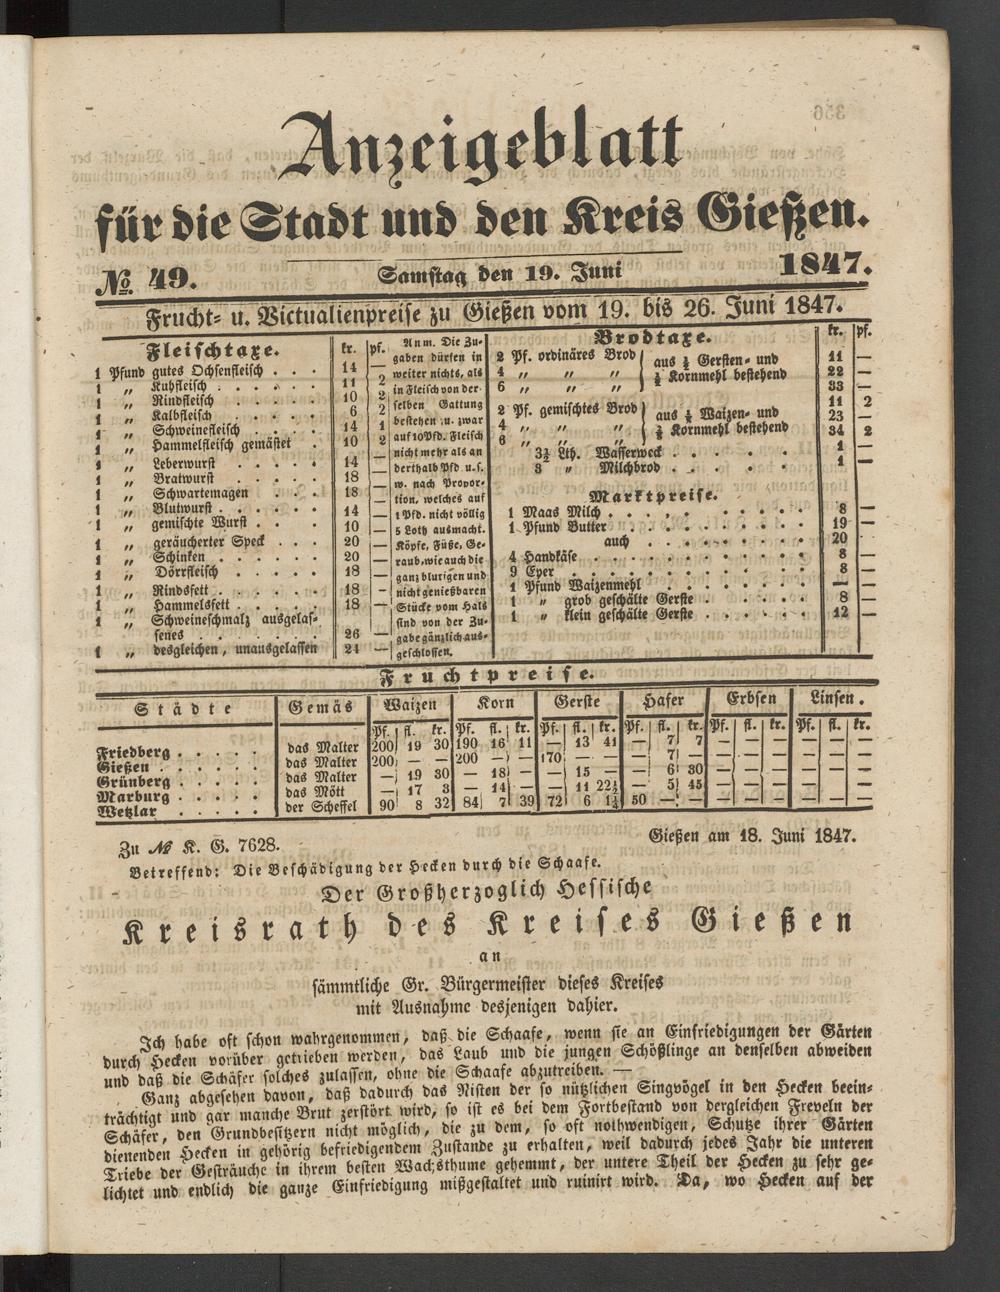 Anzeigeblatt
für die Stadt und den Kreis Gießen.
No. 49. Samstag den 19. Juni 1847.
Frucht- u. Victualienpreise zu Gießen vom 19. bis 26. Juni 1847.
Fleischtaxe. kr. pf.
1 Pfund gutes Ochsenfleisch . . . 14 —
1 „ Kuhfleisch . . . . . 11 2
1 „ Rindfleisch . . . . . 10 2
1 „ Kalbfleisch . . . . . 6 2
1 „ Schweinefleisch . . . . 14 1
1 „ Hammelfleisch gemästet . 10 2
1 „ Leberwurst . . . . . 14 —
1 „ Bratwurst . . . . . 18 —
1 „ Schwartemagen . . . . 18 —
1 „ Blutwurst . . . . . 14 —
1 „ gemischte Wurst . . . 10 —
1 „ geräucherter Speck . . . 20 —
1 „ Schinken . . . . . 20 —
1 „ Dörrfleisch . . . . . 18 —
1 „ Rindsfett . . . . . 18 —
1 „ Hammelsfett . . . . . 18 —
1 „ Schweineschmalz ausgelas-
senes . . . . . . 26 —
1 „ desgleichen, unausgelassen 24 —
Anm. Die Zu-
gaben dürfen in
weiter nichts, als
in Fleisch von der-
selben Gattung
bestehen u. zwar
auf 10 Pfd. Fleisch
nicht mehr als an
derthalb Pfd u. s.
w. nach Propor-
tion, welches auf
1 Pfd. nicht völlig
5 Loth ausmacht.
Köpfe, Füße, Ge-
raub, wie auch die
ganz blutigen und
nicht genießbaren
Stücke vom Hals
sind von der Zu-
gabe gänzlich aus-
geschlossen.
Brodtaxe. kr. pf.
2 Pf. ordinäres Brod aus ½ Gersten- und 11 —
4 „ „ „ ½ Kornmehl bestehend 22 —
6 „ „ „ 33 —
2 Pf. gemischtes Brod aus Waizen- und 11 2
4 „ „ „ Kornmehl bestehend 23 —
6 „ „ „ 34 2
3½ Lth. Wasserweck . . . . 1 —
3 „ Milchbrod . . . . 1 —
Marktpreise.
1 Maas Milch . . . . . . . 8 —
1 Pfund Butter . . . . . . . 19 —
auch . . . . . . . 20 —
4 Handkäse . . . . . . . 8 —
9 Eyer . . . . . . . 8 —
1 Pfund Waizenmehl . . . . . . — —
1 „ grob geschälte Gerste . . . . . 8 —
1 „ klein geschälte Gerste . . . . . 12 —
Fruchtpreise.
Städte Gemäs Waizen Korn Gerste Hafer Erbsen Linsen.
Pf. fl. kr. Pf. fl. kr. Pf. fl. kr. Pf. fl. kr. Pf. fl. kr. Pf. fl. kr.
Friedberg . . . . . das Malter 200 19 30 190 16 11 — 13 41 — 7 7 — — — — — —
Gießen . . . . . das Malter 200 — — 200 — — 170 — — — 7 — — — — — — —
Grünberg . . . . . das Malter — 19 30 — 18 — — 15 — — 6 30 — — — — — —
Marburg . . . . . das Mött — 17 3 — 14 — — 11 22½ — 5 45 — — — — — —
Wetzlar . . . . . der Scheffel 90 8 32 84 7 39 72 6 1¼ 50 — — — — — — — —
Zu № K. G. 7628. Gießen am 18. Juni 1847.
Betreffend: Die Beschädigung der Hecken durch die Schaafe.
Der Großherzoglich Hessische
Kreisrath des Kreises Gießen
an
sämmtliche Gr. Bürgermeister dieses Kreises
mit Ausnahme desjenigen dahier.
Ich habe oft schon wahrgenommen, daß die Schaafe, wenn sie an Einfriedigungen der Gärten
durch Hecken vorüber getrieben werden, das Laub und die jungen Schößlinge an denselben abweiden
und daß die Schäfer solches zulassen, ohne die Schaafe abzutreiben. —
Ganz abgesehen davon, daß dadurch das Nisten der so nützlichen Singvögel in den Hecken beein-
trächtigt und gar manche Brut zerstört wird, so ist es bei dem Fortbestand von dergleichen Freveln der
Schäfer, den Grundbesitzern nicht möglich, die zu dem, so oft nothwendigen, Schutze ihrer Gärten
dienenden Hecken in gehörig befriedigendem Zustande zu erhalten, weil dadurch jedes Jahr die unteren
Triebe der Gesträuche in ihrem besten Wachsthume gehemmt, der untere Theil der Hecken zu sehr ge-
lichtet und endlich die ganze Einfriedigung mißgestaltet und ruinirt wird. Da, wo Hecken auf der